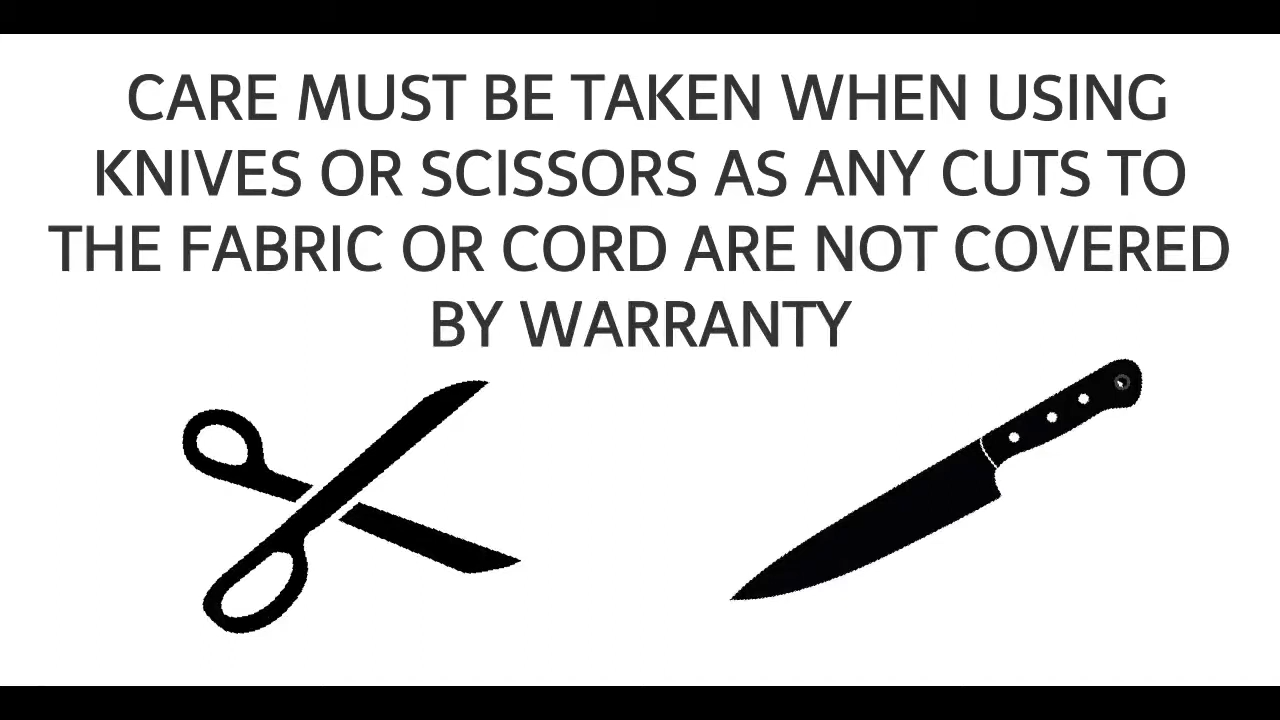 CARE MUST BE TAKEN WHEN USING
KNIVES OR SCISSORS AS ANY CUTS TO
THE FABRIC OR CORD ARE NOT COVERED
BY WARRANTY